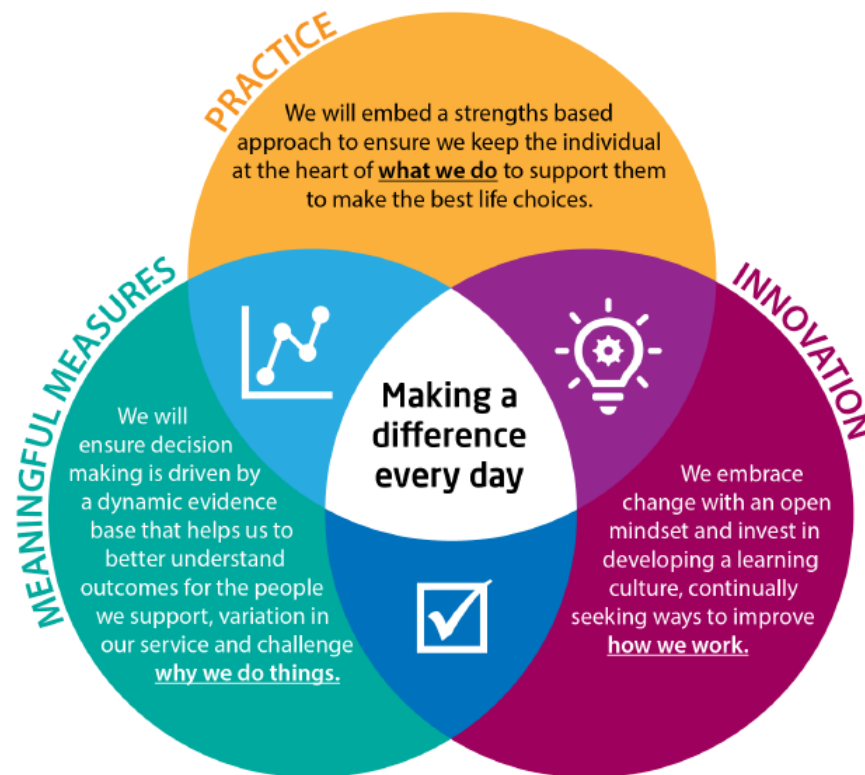 PRACTICE
We will embed a strengths based
approach to ensure we keep the individual
at the heart of what we do to support them
to make the best life choices.
MEANINGFUL MEASURES
We will
ensure decision
making is driven by
a dynamic evidence
base that helps us to
better understand
outcomes for the people
we support, variation in
our service and challenge
why we do things.
Making a
difference
every day
INNOVATION
We embrace
change with an open
mindset and invest in
developing a learning
culture, continually
seeking ways to improve
how we work.